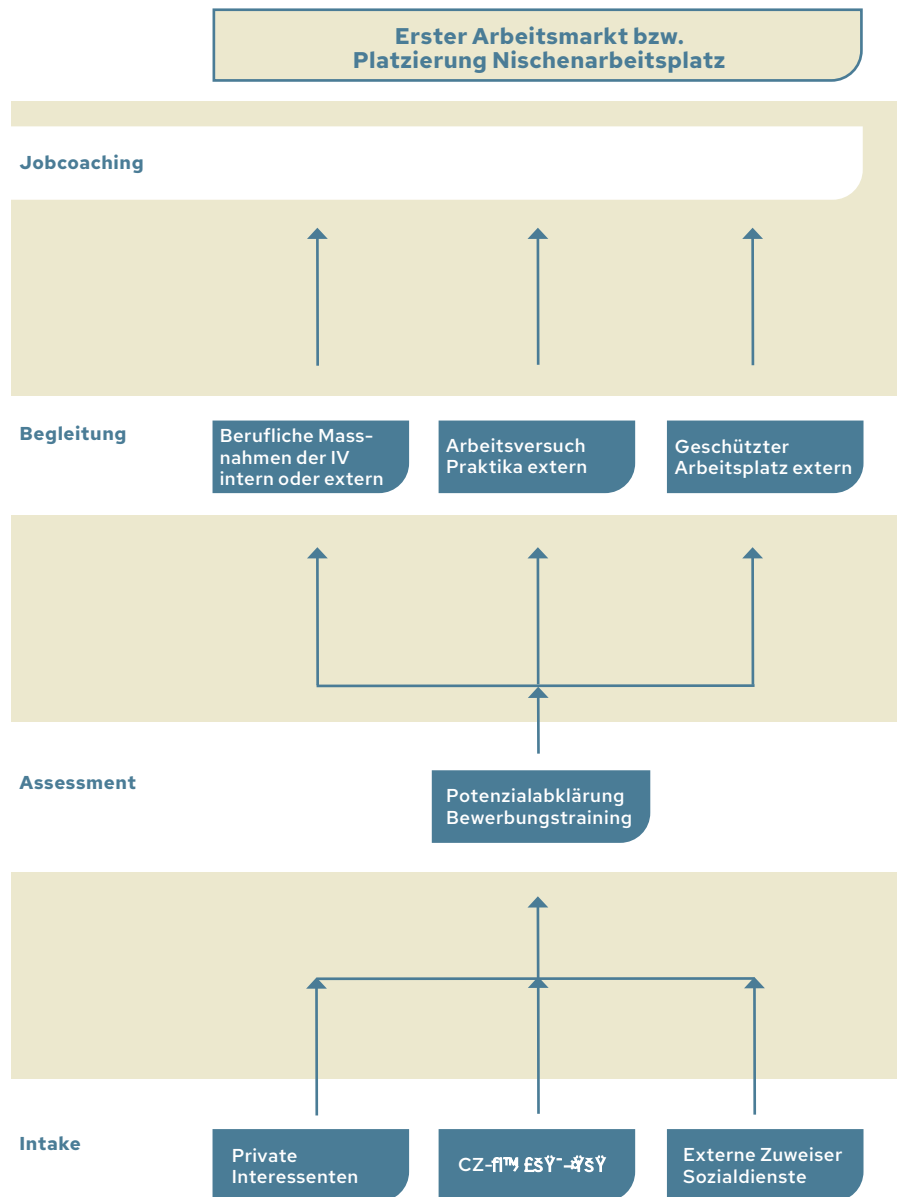 Erster Arbeitsmarkt bzw.
Platzierung Nischenarbeitsplatz
Jobcoaching
Begleitung
Berufliche Mass-
nahmen der IV
intern oder extern
Arbeitsversuch
Praktika extern
Geschützter
Arbeitsplatz extern
Assessment
Potenzialabklärung
Bewerbungstraining
Intake
Private
Interessenten
CZ-
Externe Zuweiser
Sozialdienste